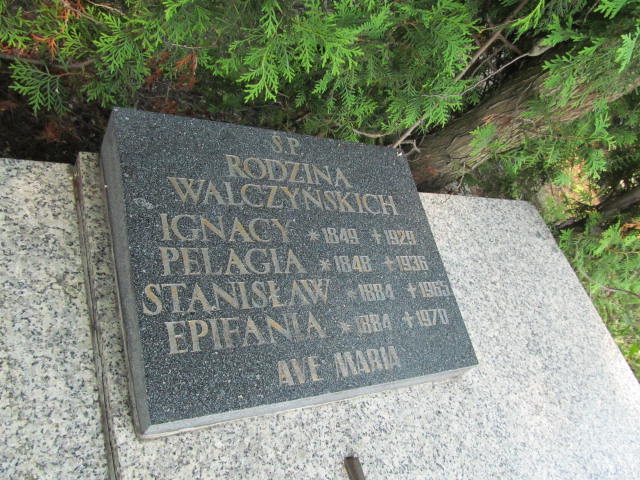 Ś.P.
RODZINA
WALCZYŃSKICH
IGNACY *1849 +1929
PELAGIA *1848 +1936
STANISŁAW *1884 +1965
EPIFANIA *1884 +1970
AVE MARIA